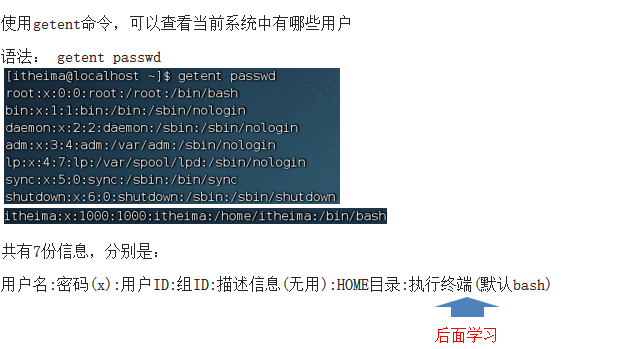 使用getent命令，可以查看当前系统中有哪些用户
语法： getent passwd
[itheima@localhost ~]$ getent passwd
root:x:0:0:root:/root:/bin/bash
bin:x:1:1:bin:/bin:/sbin/nologin
daemon:x:2:2:daemon:/sbin:/sbin/nologin
adm:x:3:4:adm:/var/adm:/sbin/nologin
lp:x:4:7:lp:/var/spool/lpd:/sbin/nologin
sync:x:5:0:sync:/sbin:/bin/sync
shutdown:x:6:0:shutdown:/sbin:/sbin/shutdown
itheima:x:1000:1000:itheima:/home/itheima:/bin/bash
共有7份信息，分别是：
用户名:密码(x):用户ID:组ID:描述信息(无用):HOME目录:执行终端(默认bash)
后面学习